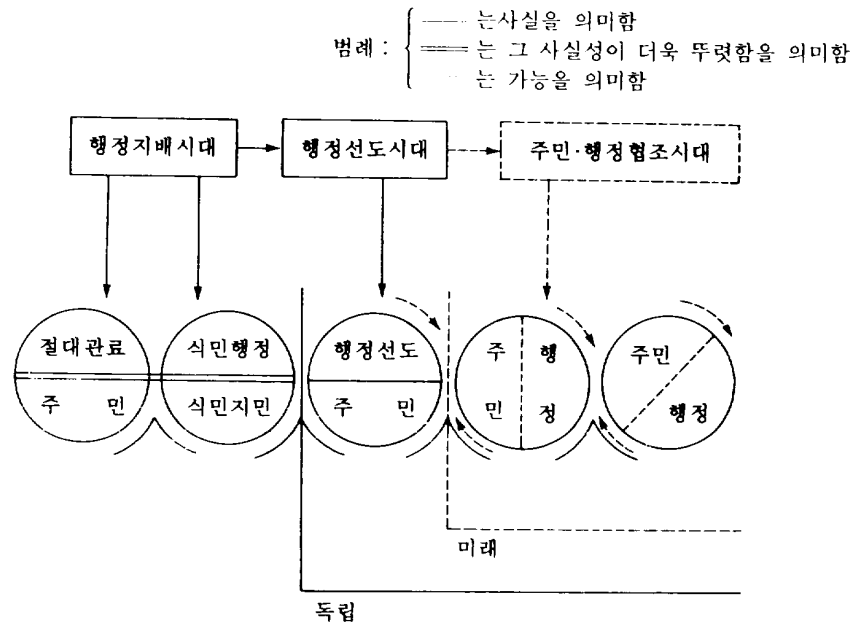 는사실을 의미함
범례 : 는 그 사실성이 더욱 뚜렷함을 의미함
는 가능을 의미함
행정지배시대 행정선도시대 주민·행정협조시대
절대관료 식민행정 행정선도 주 행 주민
주 민 식민지민 주 민 민 정 행정
미래
독립